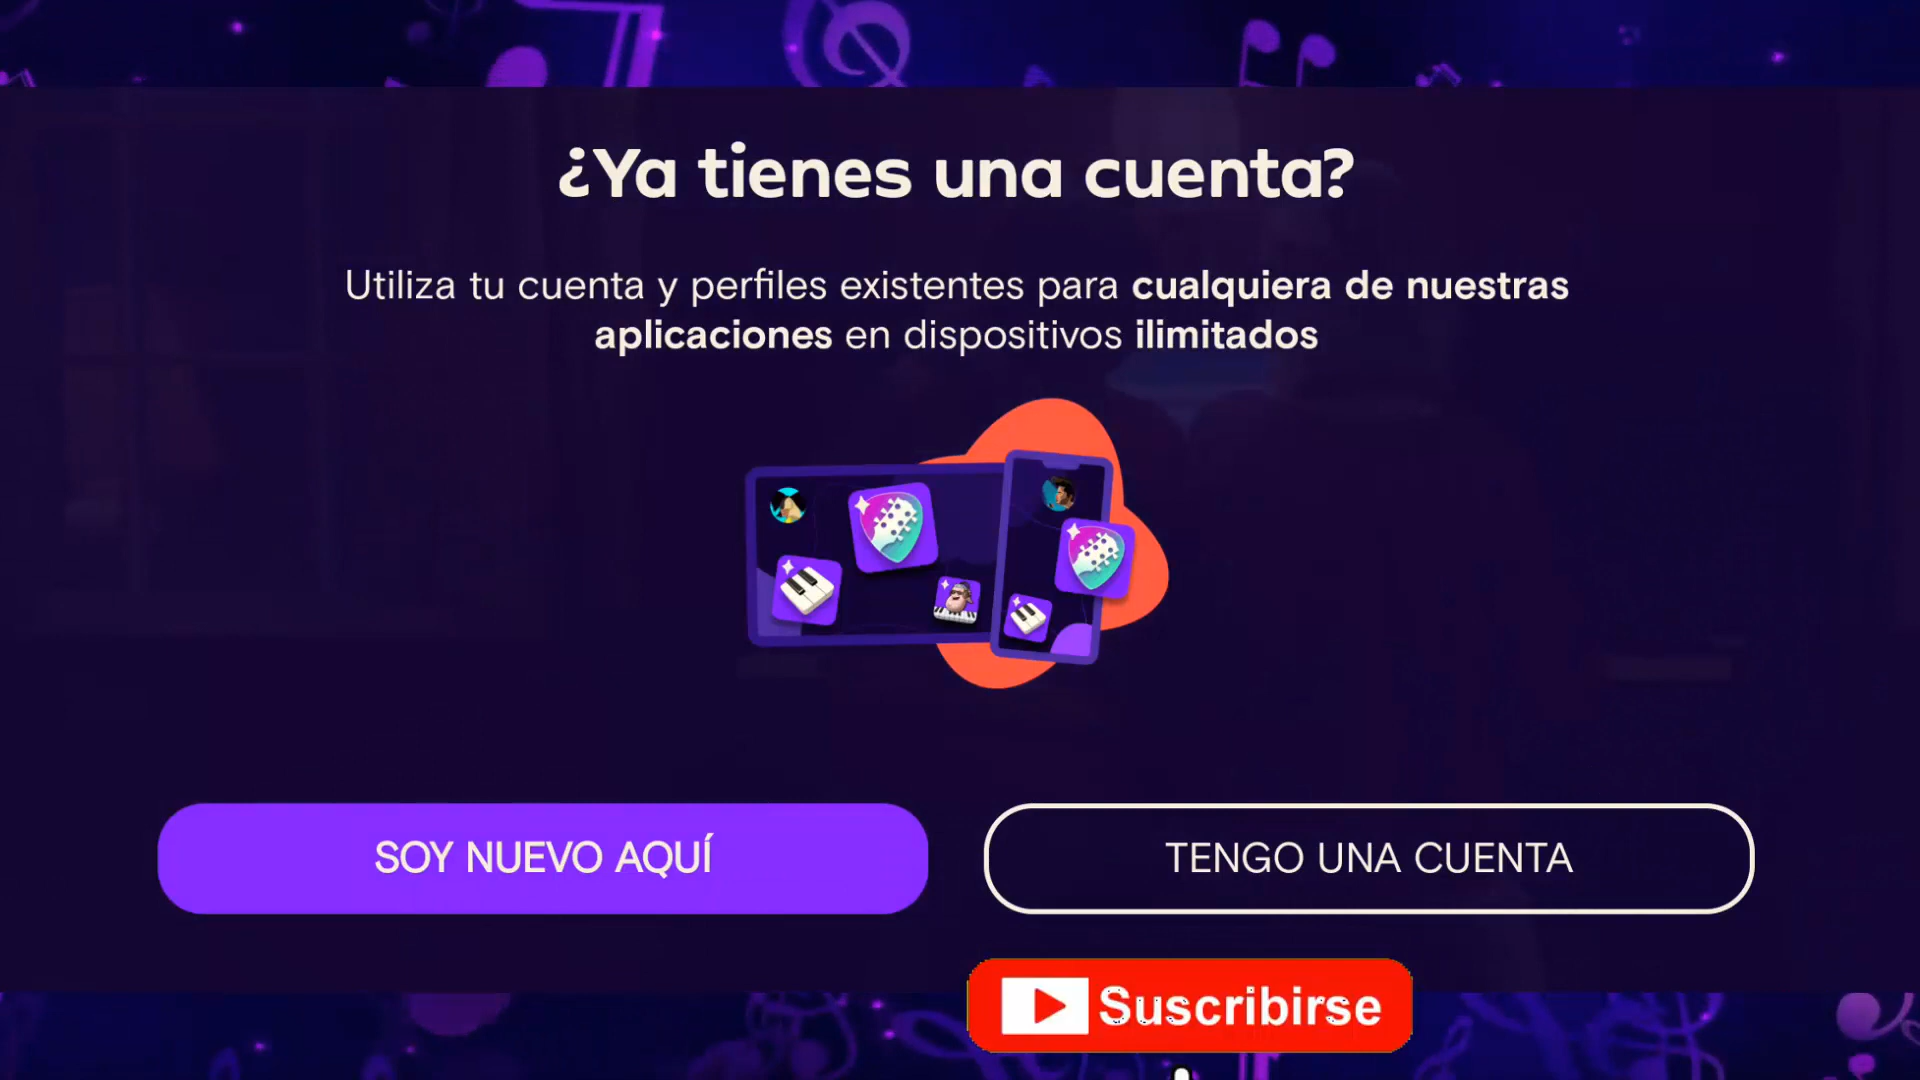 ¿Ya tienes una cuenta?
Utiliza tu cuenta y perfiles existentes para cualquiera de nuestras
aplicaciones en dispositivos ilimitados
SOY NUEVO AQUÍ
TENGO UNA CUENTA
Suscribirse